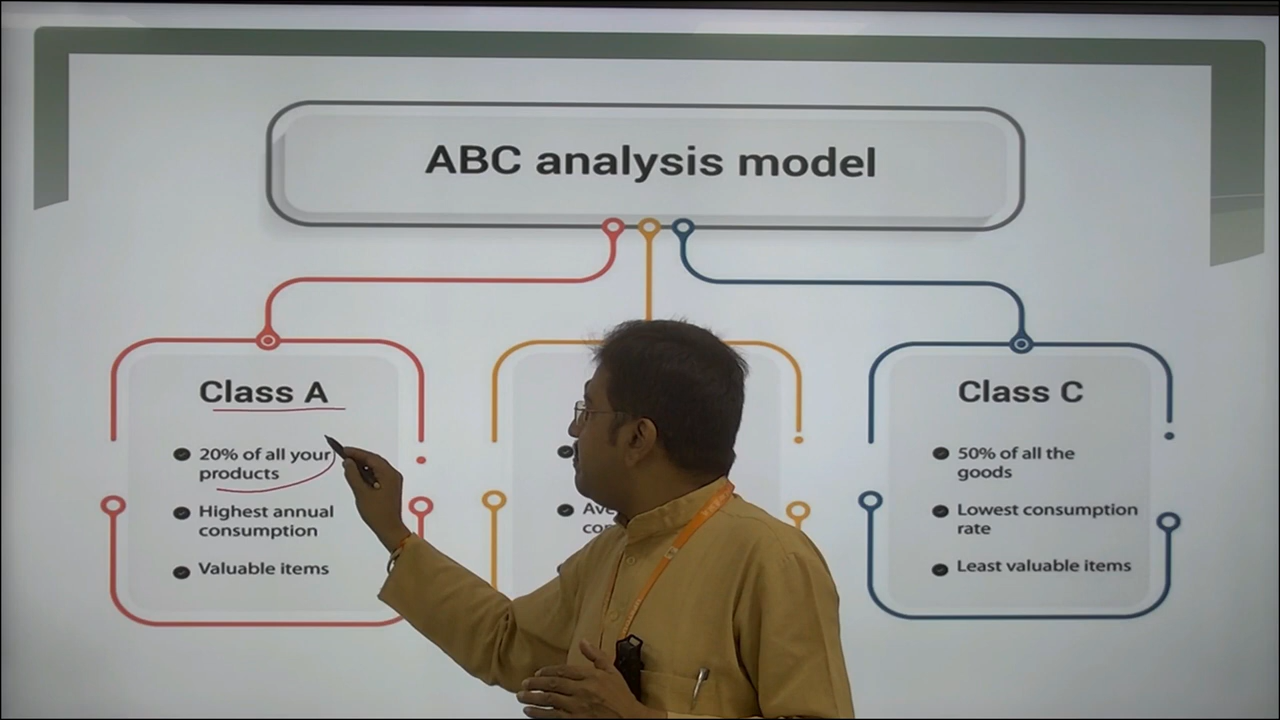 ABC analysis model
Class A
20% of all your
products
Highest annual
consumption
Valuable items
Class C
50% of all the
goods
Lowest consumption
rate
Least valuable items